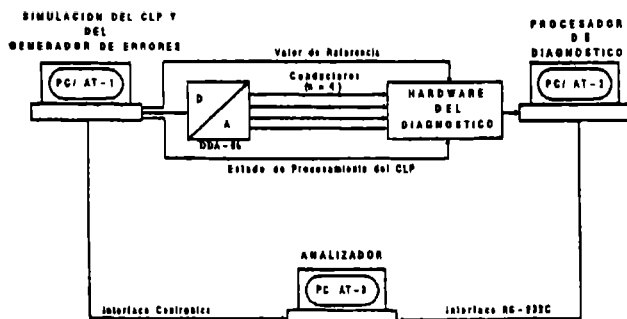 SIMULACION DEL CLP Y
DEL
GENERADOR DE ERRORES
PROCESADOR
DE
DIAGNOSTICO
Valor de Referencia
Conductores
(n = 4)
PC/ AT-1
D
A
DDA-06
HARDWARE
DEL
DIAGNOSTICO
PC/ AT-2
Estado de Procesamiento del CLP
ANALIZADOR
PC AT-3
Interface Centronics
Interface RS-232C